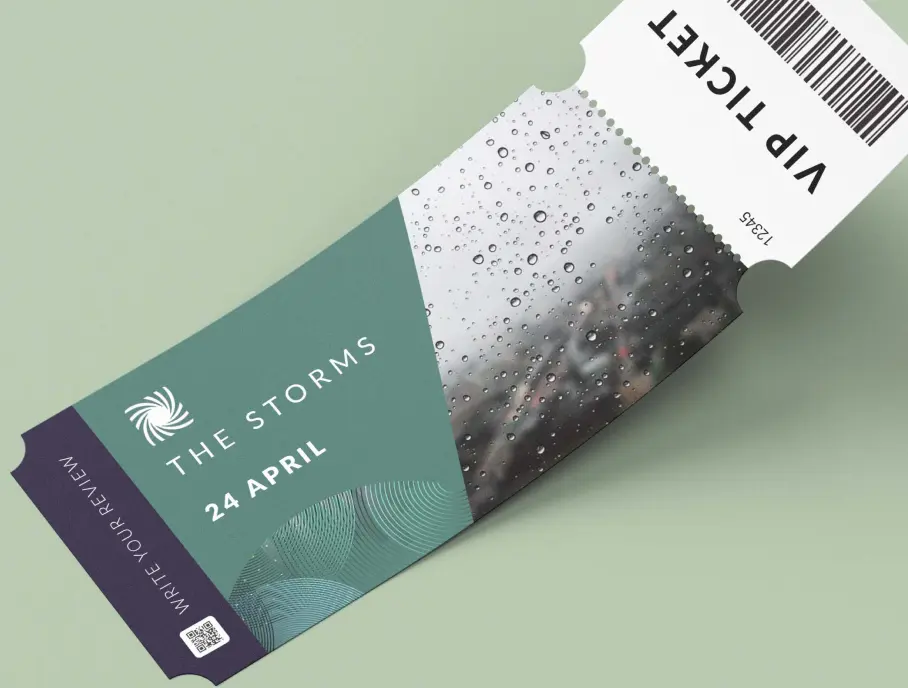 THE STORMS
24 APRIL
WRITE YOUR REVIEW
VIP TICKET
12345